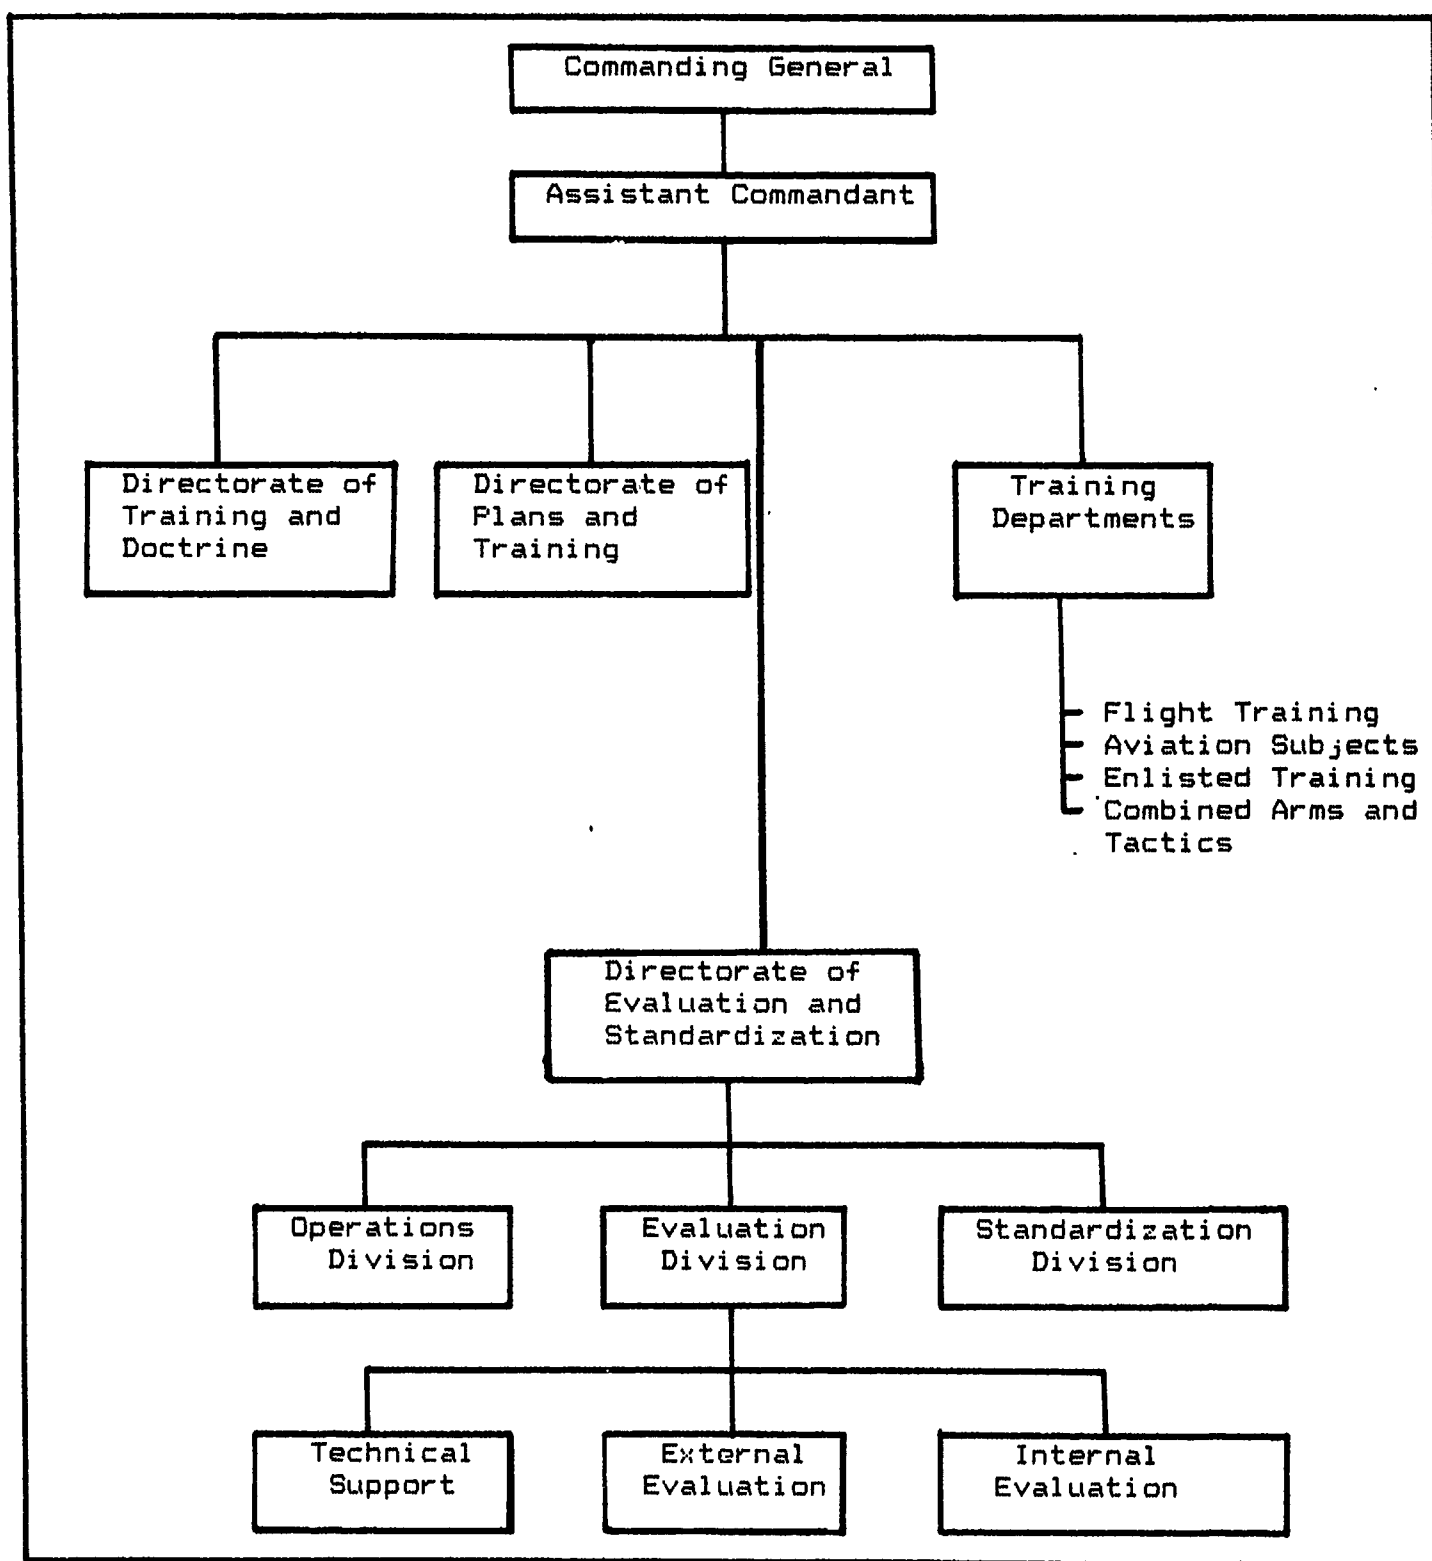 Commanding General
Assistant Commandant
Directorate of
Training and
Doctrine
Directorate of
Plans and
Training
Training
Departments
Flight Training
Aviation Subjects
Enlisted Training
Combined Arms and
Tactics
Directorate of
Evaluation and
Standardization
Operations
Division
Evaluation
Division
Standardization
Division
Technical
Support
External
Evaluation
Internal
Evaluation